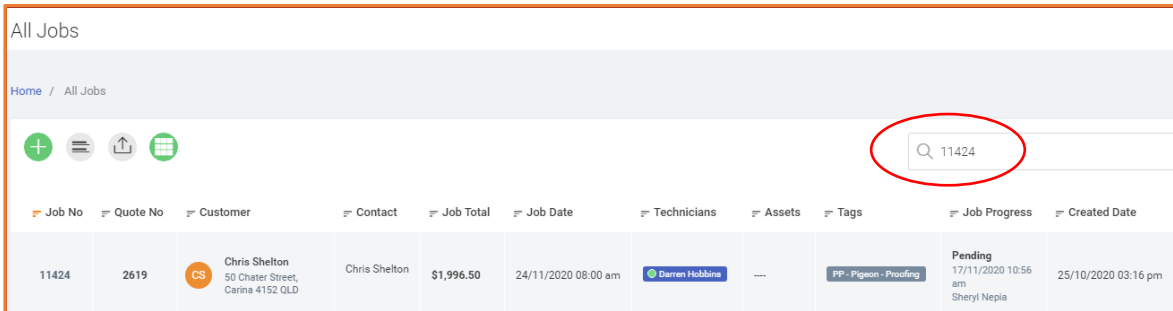 All Jobs
Home / All Jobs
11424
Job No Quote No Customer Contact Job Total Job Date Technicians Assets Tags Job Progress Created Date
11424 2619 CS Chris Shelton Chris Shelton $1,996.50 24/11/2020 08:00 am Darren Hobbins ---- PP - Pigeon - Proofing Pending 25/10/2020 03:16 pm
50 Chater Street, 17/11/2020 10:56
Carina 4152 QLD am
Sheryl Nepia